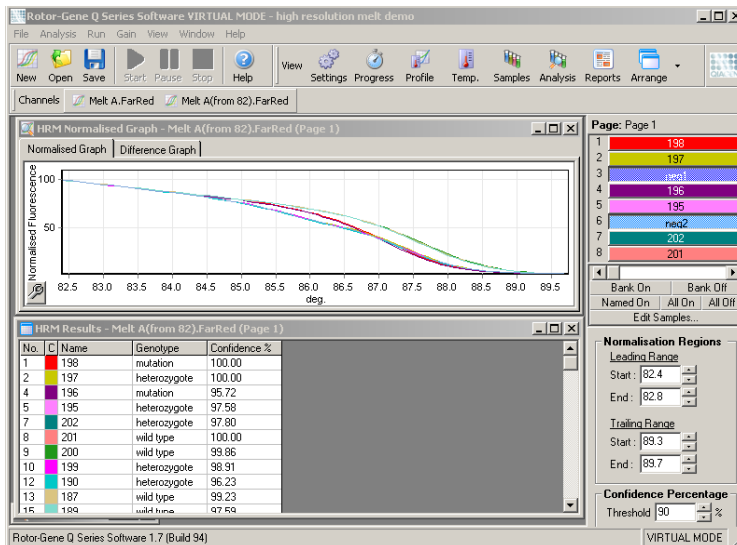 Rotor-Gene Q Series Software VIRTUAL MODE - high resolution melt demo
File Analysis Run Gain View Window Help
New Open Save Start Pause Stop Help View Settings Progress Profile Temp. Samples Analysis Reports Arrange
Channels Melt A.FarRed Melt A(from 82).FarRed
HRM Normalised Graph - Melt A(from 82).FarRed (Page 1)
Normalised Graph Difference Graph
Normalised Fluorescence
100
50
82.5 83.0 83.5 84.0 84.5 85.0 85.5 86.0 86.5 87.0 87.5 88.0 88.5 89.0 89.5
deg.
HRM Results - Melt A(from 82).FarRed (Page 1)
No. C Name Genotype Confidence %
1 198 mutation 100.00
2 197 heterozygote 100.00
4 196 mutation 95.72
5 195 heterozygote 97.58
7 202 heterozygote 97.80
8 201 wild type 100.00
9 200 wild type 99.86
10 199 heterozygote 98.91
12 190 heterozygote 96.23
13 187 wild type 99.23
15 189 wild type 97.59
Page: Page 1
1 198
2 197
3 neg1
4 196
5 195
6 neg2
7 202
8 201
Bank On Bank Off
Named On All On All Off
Edit Samples...
Normalisation Regions
Leading Range
Start : 82.4
End : 82.8
Trailing Range
Start : 89.3
End : 89.7
Confidence Percentage
Threshold 90 %
Rotor-Gene Q Series Software 1.7 (Build 94) VIRTUAL MODE